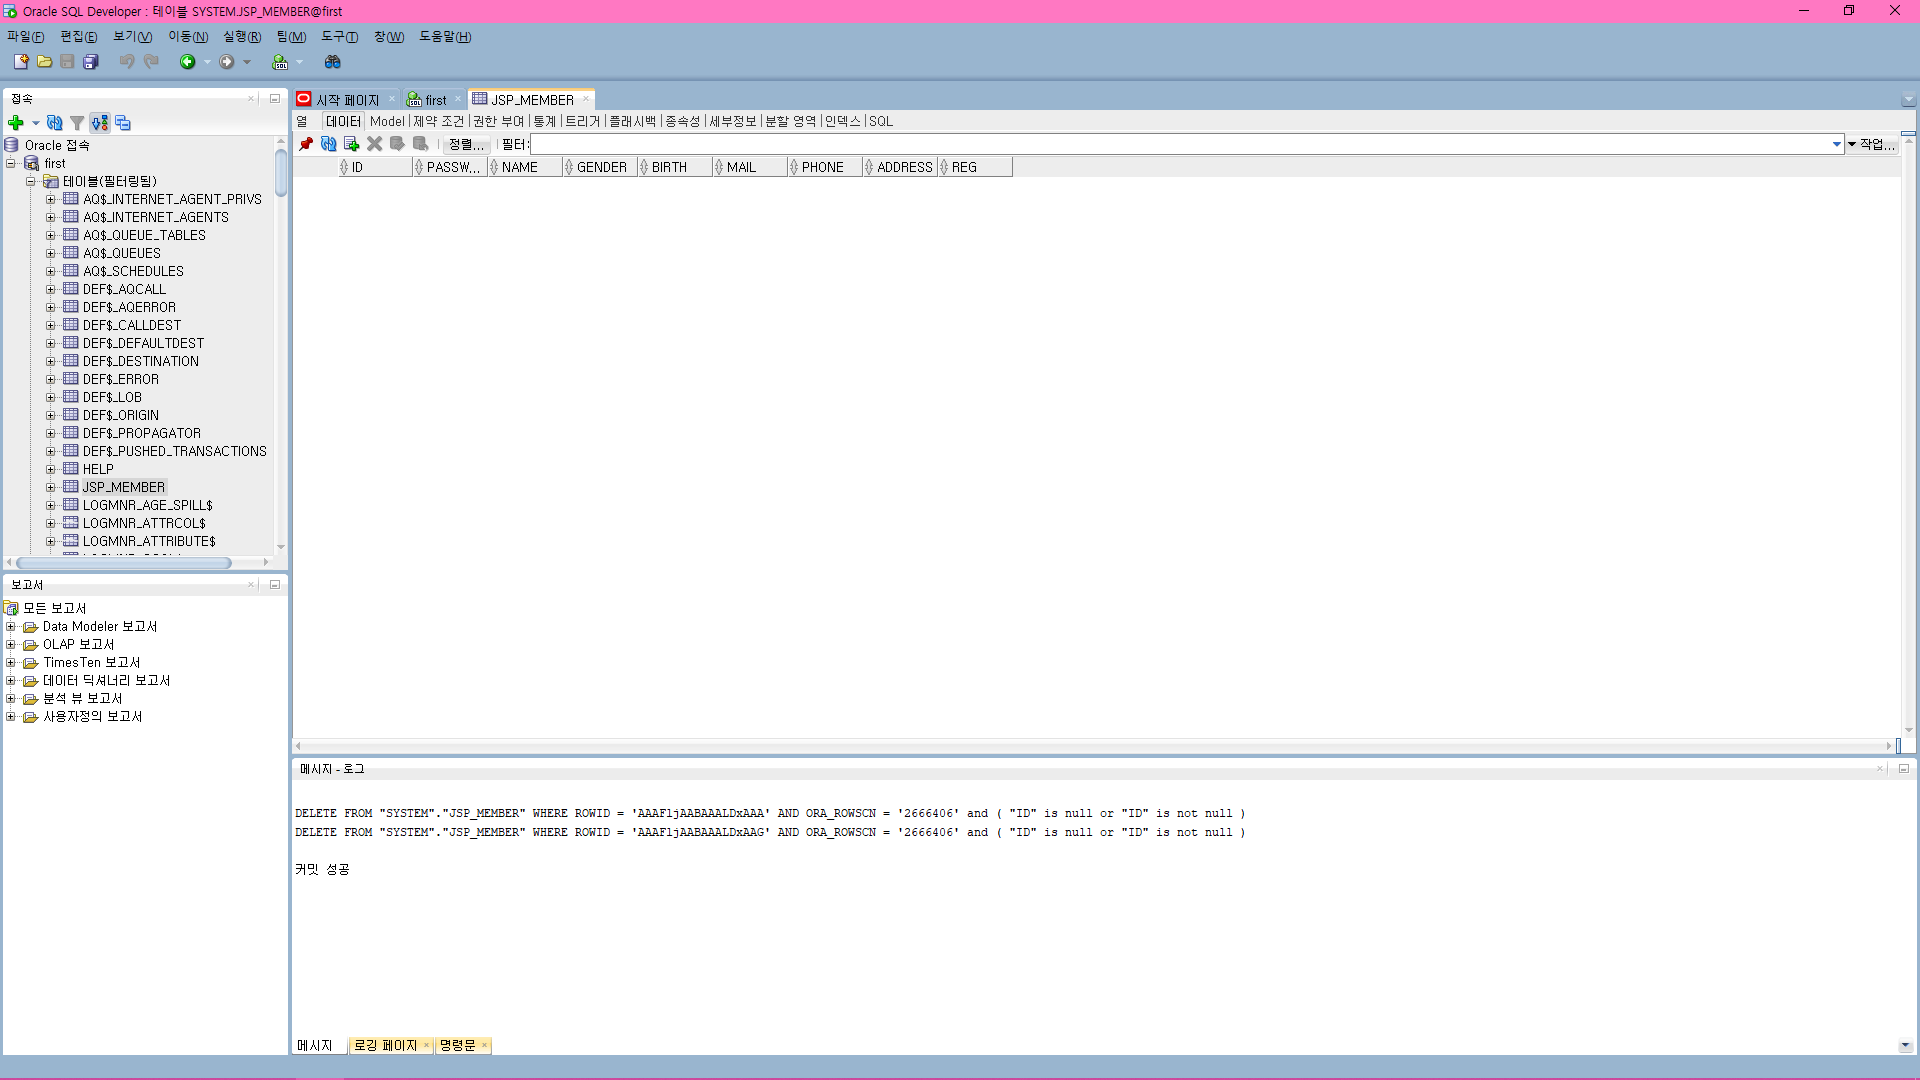 Oracle SQL Developer : 테이블 SYSTEM.JSP_MEMBER@first
파일(F) 편집(E) 보기(V) 이동(N) 실행(R) 팀(M) 도구(T) 창(W) 도움말(H)
접속
시작 페이지 first JSP_MEMBER
열 데이터 Model 제약 조건 권한 부여 통계 트리거 플래시백 종속성 세부정보 분할 영역 인덱스 SQL
정렬... 필터: 작업...
ID PASSW... NAME GENDER BIRTH MAIL PHONE ADDRESS REG
Oracle 접속
first
테이블(필터링됨)
AQ$_INTERNET_AGENT_PRIVS
AQ$_INTERNET_AGENTS
AQ$_QUEUE_TABLES
AQ$_QUEUES
AQ$_SCHEDULES
DEF$_AQCALL
DEF$_AQERROR
DEF$_CALLDEST
DEF$_DEFAULTDEST
DEF$_DESTINATION
DEF$_ERROR
DEF$_LOB
DEF$_ORIGIN
DEF$_PROPAGATOR
DEF$_PUSHED_TRANSACTIONS
HELP
JSP_MEMBER
LOGMNR_AGE_SPILL$
LOGMNR_ATTRCOL$
LOGMNR_ATTRIBUTE$
보고서
모든 보고서
Data Modeler 보고서
OLAP 보고서
TimesTen 보고서
데이터 딕셔너리 보고서
분석 뷰 보고서
사용자정의 보고서
메시지 - 로그
DELETE FROM "SYSTEM"."JSP_MEMBER" WHERE ROWID = 'AAAFljAABAAALDxAAA' AND ORA_ROWSCN = '2666406' and ( "ID" is null or "ID" is not null )
DELETE FROM "SYSTEM"."JSP_MEMBER" WHERE ROWID = 'AAAFljAABAAALDxAAG' AND ORA_ROWSCN = '2666406' and ( "ID" is null or "ID" is not null )
커밋 성공
메시지 로깅 페이지 명령문